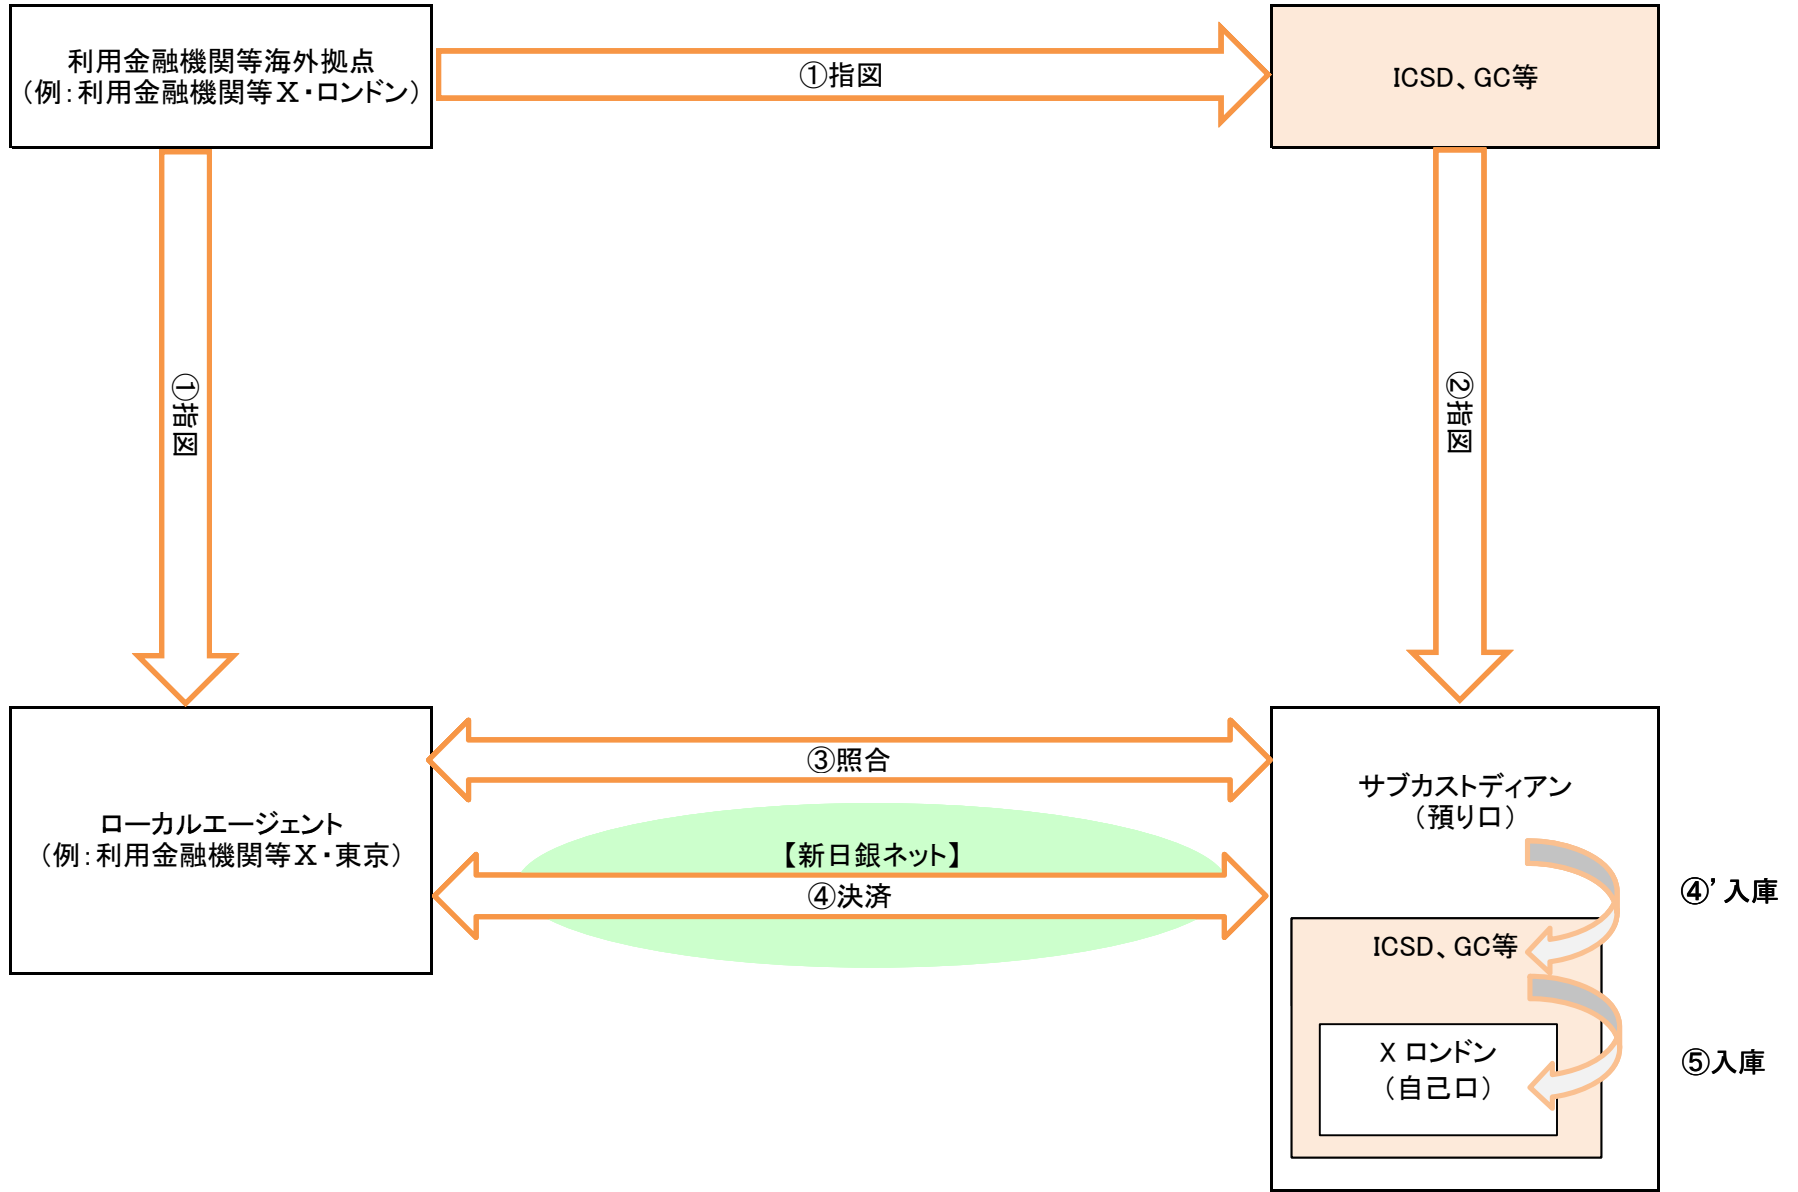 利用金融機関等海外拠点
（例：利用金融機関等Ｘ・ロンドン）
①指図
ICSD、GC等
①指図
②指図
③照合
ローカルエージェント
（例：利用金融機関等Ｘ・東京）
【新日銀ネット】
④決済
サブカストディアン
（預り口）
④’入庫
ICSD、GC等
X ロンドン
（自己口）
⑤入庫